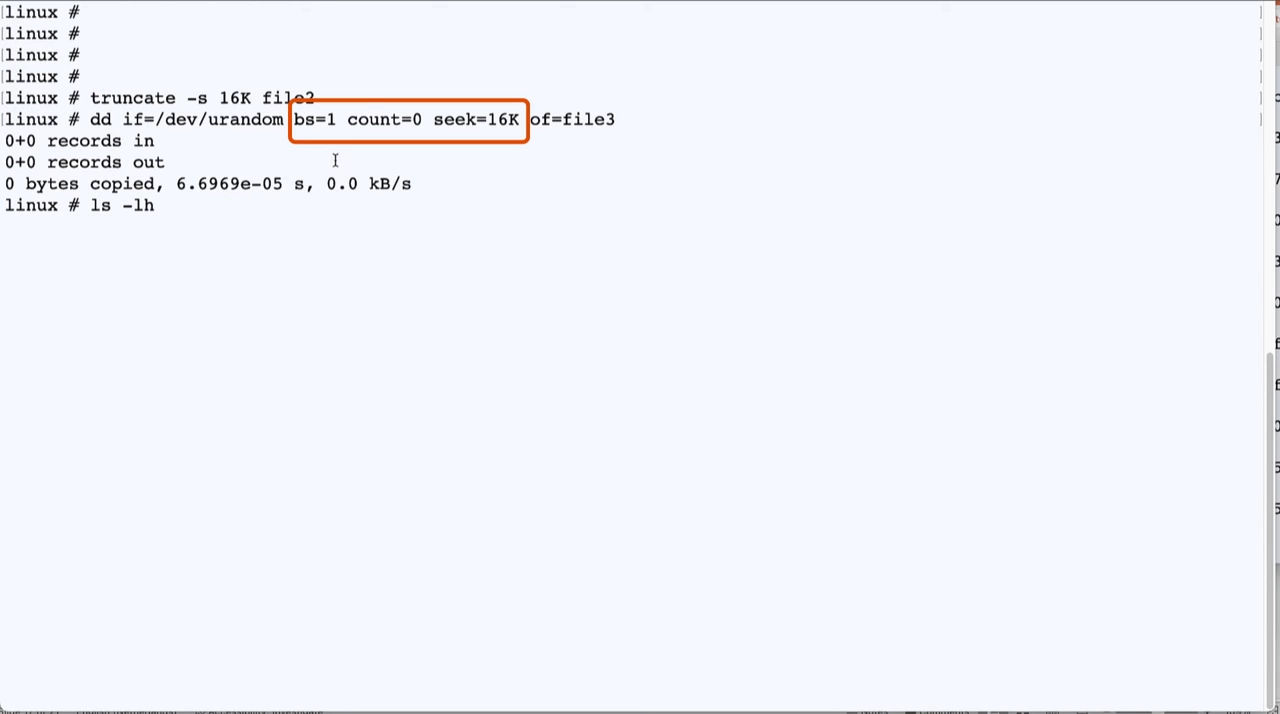 linux #
linux #
linux #
linux #
linux # truncate -s 16K file2
linux # dd if=/dev/urandom bs=1 count=0 seek=16K of=file3
0+0 records in
0+0 records out
0 bytes copied, 6.6969e-05 s, 0.0 kB/s
linux # ls -lh